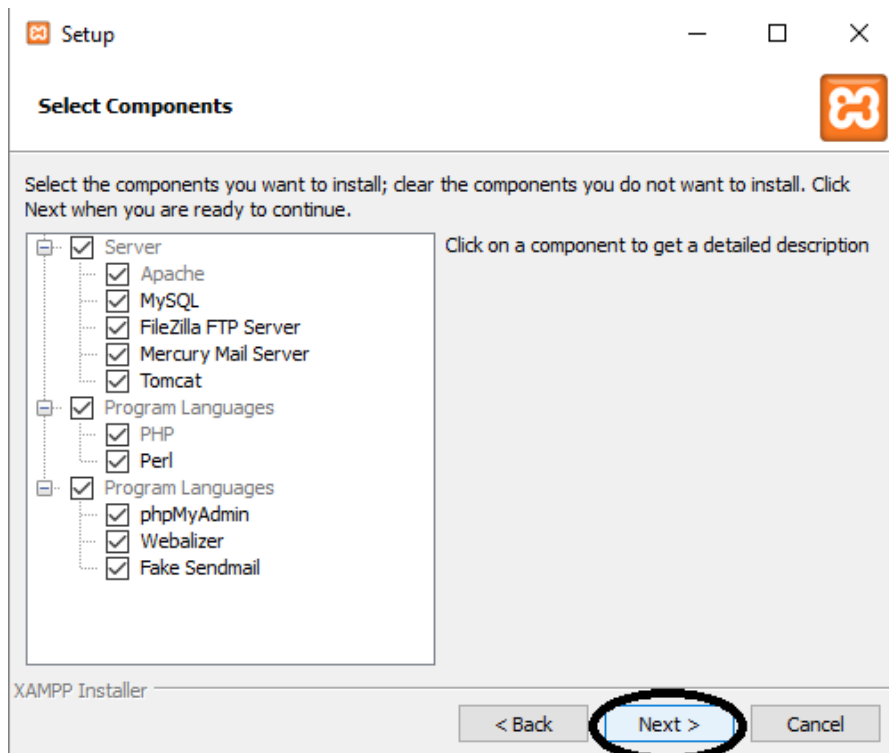 Setup
Select Components
Select the components you want to install; clear the components you do not want to install. Click
Next when you are ready to continue.
Server
Apache
MySQL
FileZilla FTP Server
Mercury Mail Server
Tomcat
Program Languages
PHP
Perl
Program Languages
phpMyAdmin
Webalizer
Fake Sendmail
Click on a component to get a detailed description
XAMPP Installer
< Back
Next >
Cancel